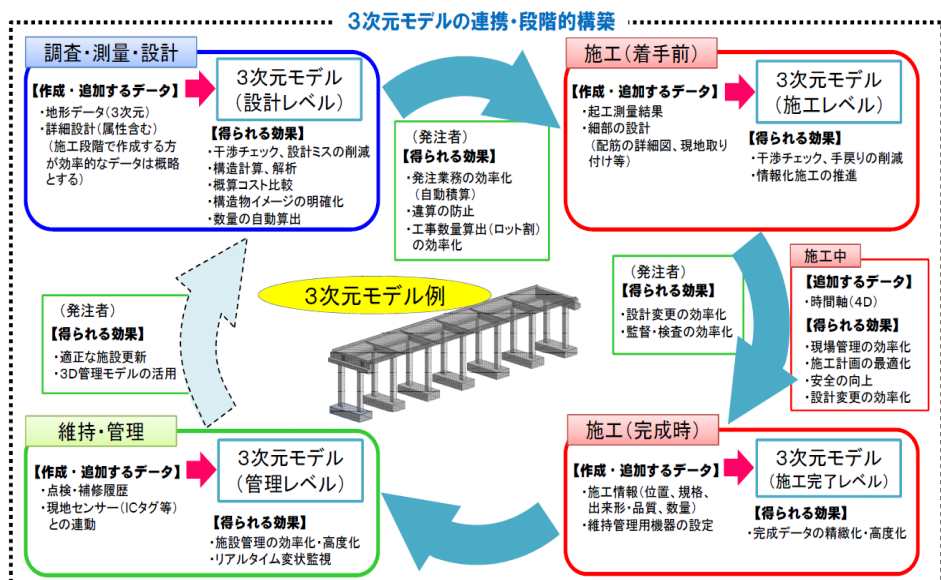 3次元モデルの連携・段階的構築
調査・測量・設計
【作成・追加するデータ】
・地形データ(3次元)
・詳細設計(属性含む)
(施工段階で作成する方
が効率的なデータは概略
とする)
3次元モデル
(設計レベル)
【得られる効果】
・干渉チェック、設計ミスの削減
・構造計算、解析
・概算コスト比較
・構造物イメージの明確化
・数量の自動算出
(発注者)
【得られる効果】
・発注業務の効率化
(自動積算)
・違算の防止
・工事数量算出(ロット割)
の効率化
施工(着手前)
【作成・追加するデータ】
・起工測量結果
・細部の設計
(配筋の詳細図、現地取り
付け等)
3次元モデル
(施工レベル)
【得られる効果】
・干渉チェック、手戻りの削減
・情報化施工の推進
(発注者)
【得られる効果】
・設計変更の効率化
・監督・検査の効率化
施工中
【追加するデータ】
・時間軸(4D)
【得られる効果】
・現場管理の効率化
・施工計画の最適化
・安全の向上
・設計変更の効率化
3次元モデル例
(発注者)
【得られる効果】
・適正な施設更新
・3D管理モデルの活用
維持・管理
【作成・追加するデータ】
・点検・補修履歴
・現地センサー(ICタグ等)
との連動
3次元モデル
(管理レベル)
【得られる効果】
・施設管理の効率化・高度化
・リアルタイム変状監視
施工(完成時)
【作成・追加するデータ】
・施工情報(位置、規格、
出来形・品質、数量)
・維持管理用機器の設定
3次元モデル
(施工完了レベル)
【得られる効果】
・完成データの精緻化・高度化